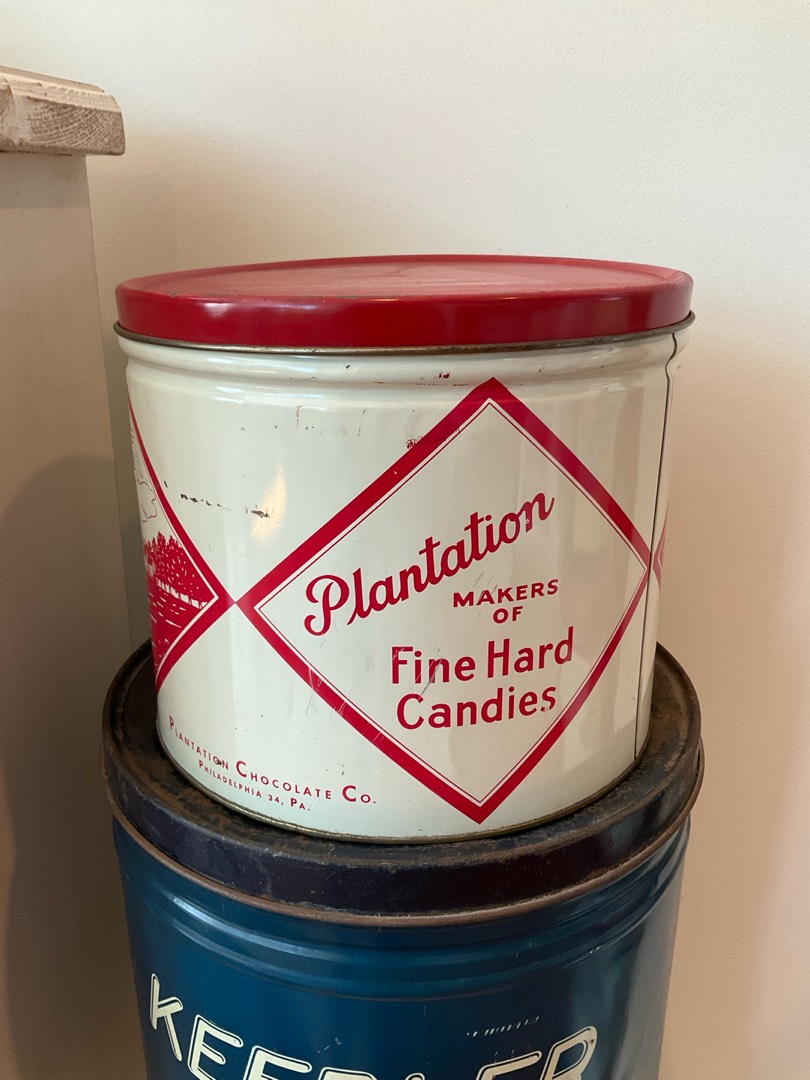 Plantation
MAKERS
OF
Fine Hard
Candies
PLANTATION CHOCOLATE CO.
PHILADELPHIA 34, PA.
KEEBLER